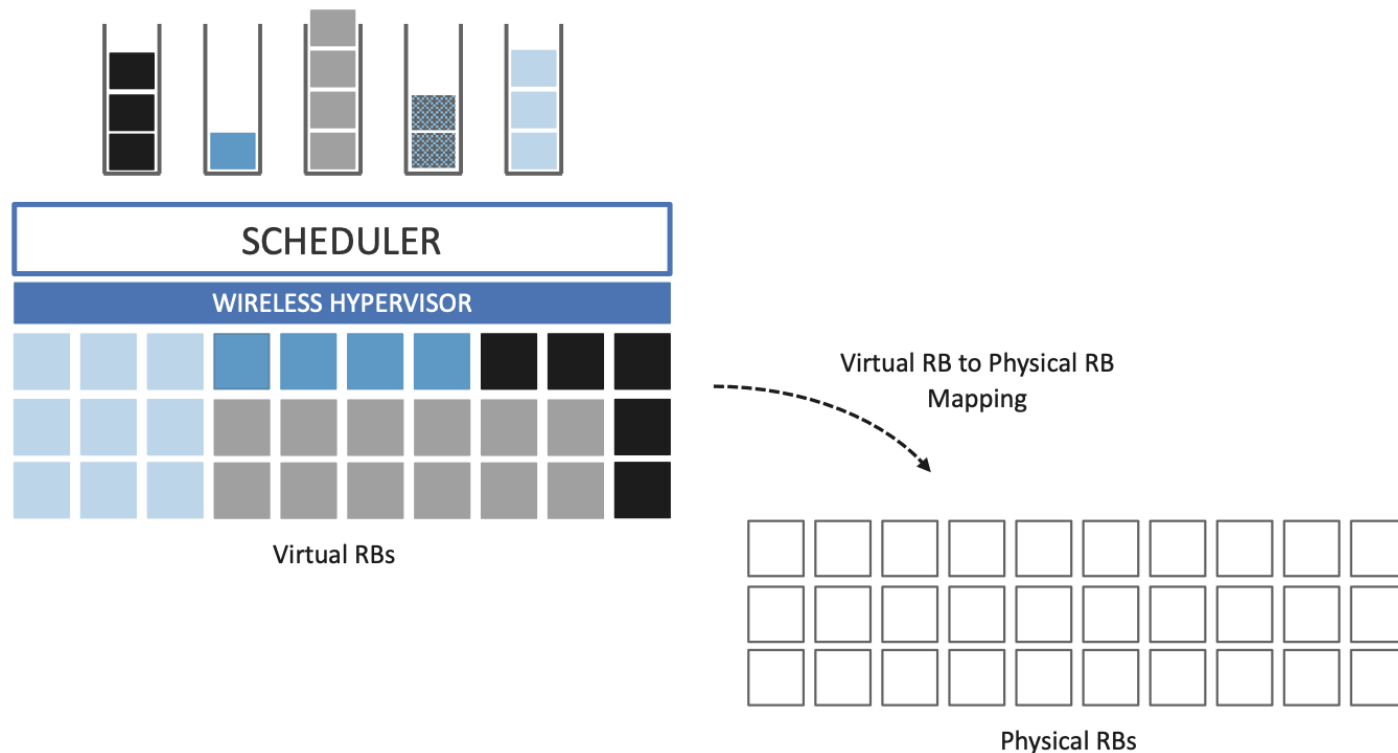 SCHEDULER
WIRELESS HYPERVISOR
Virtual RB to Physical RB
Mapping
Virtual RBs
Physical RBs